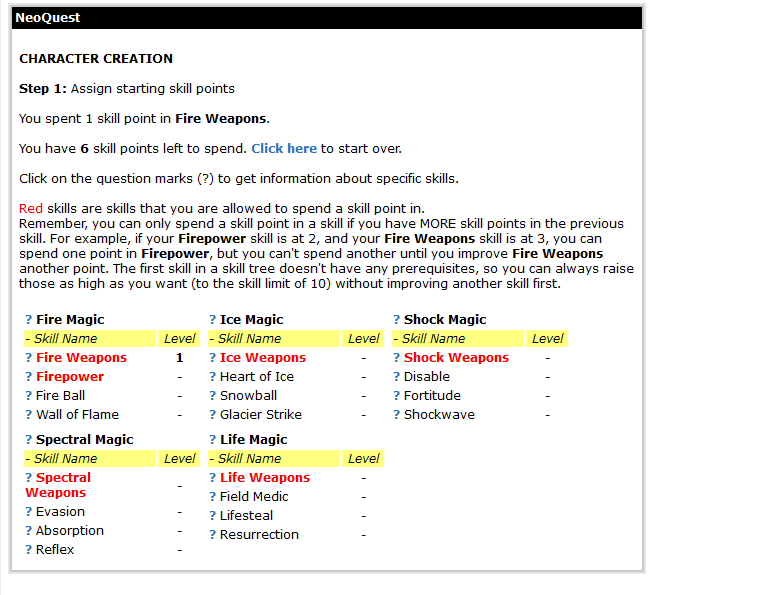 NeoQuest
CHARACTER CREATION
Step 1: Assign starting skill points
You spent 1 skill point in Fire Weapons.
You have 6 skill points left to spend. Click here to start over.
Click on the question marks (?) to get information about specific skills.
Red skills are skills that you are allowed to spend a skill point in.
Remember, you can only spend a skill point in a skill if you have MORE skill points in the previous
skill. For example, if your Firepower skill is at 2, and your Fire Weapons skill is at 3, you can
spend one point in Firepower, but you can't spend another until you improve Fire Weapons
another point. The first skill in a skill tree doesn't have any prerequisites, so you can always raise
those as high as you want (to the skill limit of 10) without improving another skill first.
? Fire Magic ? Ice Magic ? Shock Magic
- Skill Name Level - Skill Name Level - Skill Name Level
? Fire Weapons 1 ? Ice Weapons - ? Shock Weapons -
? Firepower - ? Heart of Ice - ? Disable -
? Fire Ball - ? Snowball - ? Fortitude -
? Wall of Flame - ? Glacier Strike - ? Shockwave -
? Spectral Magic ? Life Magic
- Skill Name Level - Skill Name Level
? Spectral
Weapons - ? Life Weapons -
? Evasion - ? Field Medic -
? Absorption - ? Lifesteal -
? Reflex - ? Resurrection -